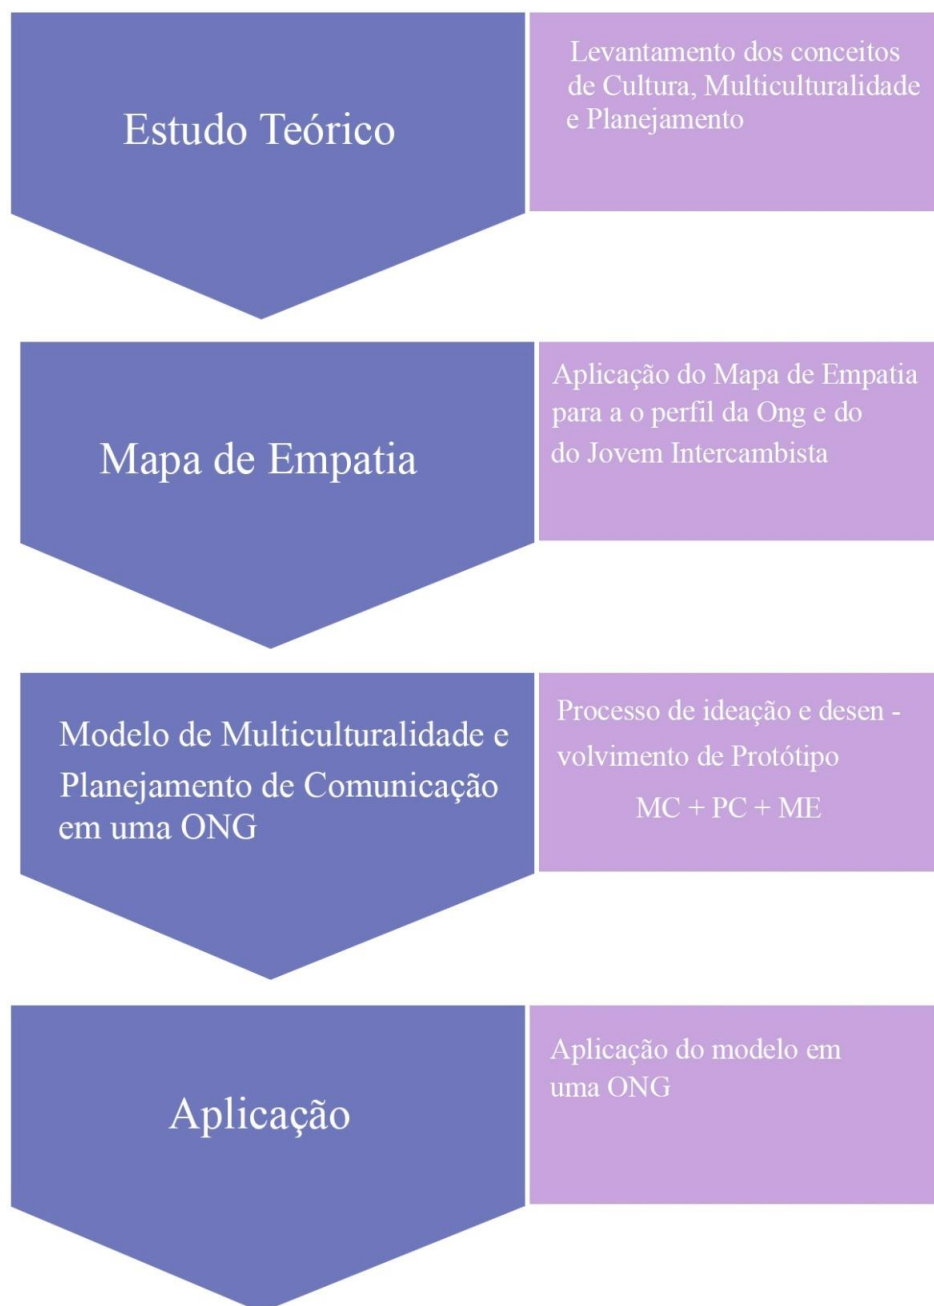 Estudo Teórico
Levantamento dos conceitos
de Cultura, Multiculturalidade
e Planejamento
Mapa de Empatia
Aplicação do Mapa de Empatia
para a o perfil da Ong e do
do Jovem Intercambista
Modelo de Multiculturalidade e
Planejamento de Comunicação
em uma ONG
Processo de ideação e desen -
volvimento de Protótipo
MC + PC + ME
Aplicação
Aplicação do modelo em
uma ONG